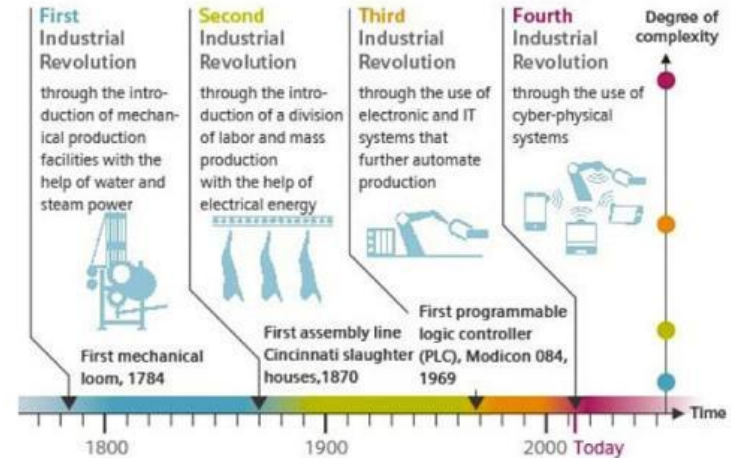 First
Industrial
Revolution
through the intro-
duction of mechan-
ical production
facilities with the
help of water and
steam power
Second
Industrial
Revolution
through the intro-
duction of a division
of labor and mass
production
with the help of
electrical energy
Third
Industrial
Revolution
through the use of
electronic and IT
systems that
further automate
production
Fourth
Industrial
Revolution
through the use of
cyber-physical
systems
Degree of
complexity
First mechanical
loom, 1784
First assembly line
Cincinnati slaughter
houses,1870
First programmable
logic controller
(PLC), Modicon 084,
1969
Time
1800
1900
2000
Today